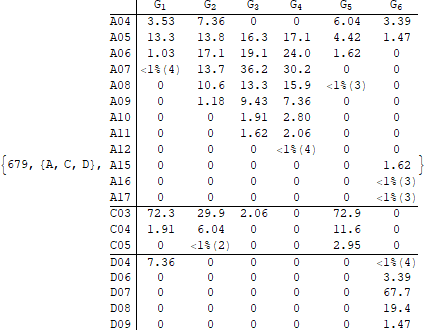 G1 G2 G3 G4 G5 G6
A04 3.53 7.36 0 0 6.04 3.39
A05 13.3 13.8 16.3 17.1 4.42 1.47
A06 1.03 17.1 19.1 24.0 1.62 0
A07 <1%(4) 13.7 36.2 30.2 0 0
A08 0 10.6 13.3 15.9 <1%(3) 0
A09 0 1.18 9.43 7.36 0 0
A10 0 0 1.91 2.80 0 0
A11 0 0 1.62 2.06 0 0
A12 0 0 0 <1%(4) 0 0
{679, {A, C, D}, A15 0 0 0 0 0 1.62 }
A16 0 0 0 0 0 <1%(3)
A17 0 0 0 0 0 <1%(3)
C03 72.3 29.9 2.06 0 72.9 0
C04 1.91 6.04 0 0 11.6 0
C05 0 <1%(2) 0 0 2.95 0
D04 7.36 0 0 0 0 <1%(4)
D06 0 0 0 0 0 3.39
D07 0 0 0 0 0 67.7
D08 0 0 0 0 0 19.4
D09 0 0 0 0 0 1.47